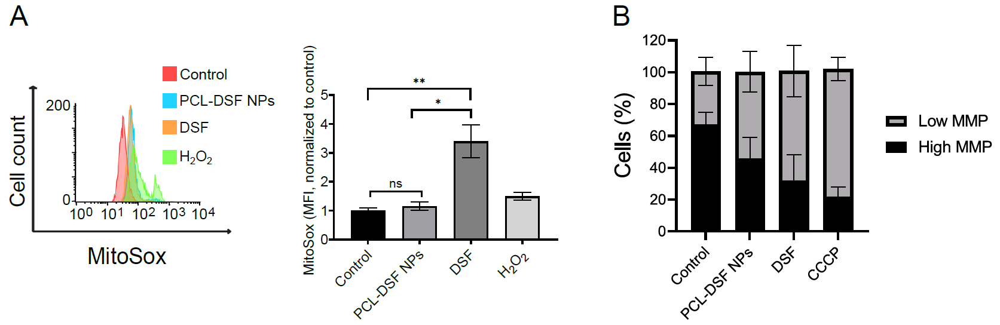 A
Control
PCL-DSF NPs
DSF
H₂O₂
200
0
Cell count
10⁰ 10¹ 10² 10³ 10⁴
MitoSox
MitoSox (MFI, normalized to control)
5
4
3
2
1
0
**
*
ns
Control
PCL-DSF NPs
DSF
H₂O₂
B
Cells (%)
120
100
80
60
40
20
0
Control
PCL-DSF NPs
DSF
CCCP
Low MMP
High MMP